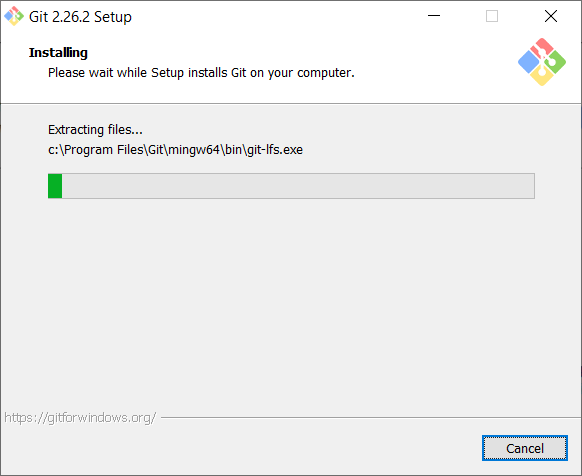 Git 2.26.2 Setup
Installing
Please wait while Setup installs Git on your computer.
Extracting files...
c:\Program Files\Git\mingw64\bin\git-lfs.exe
https://gitforwindows.org/
Cancel